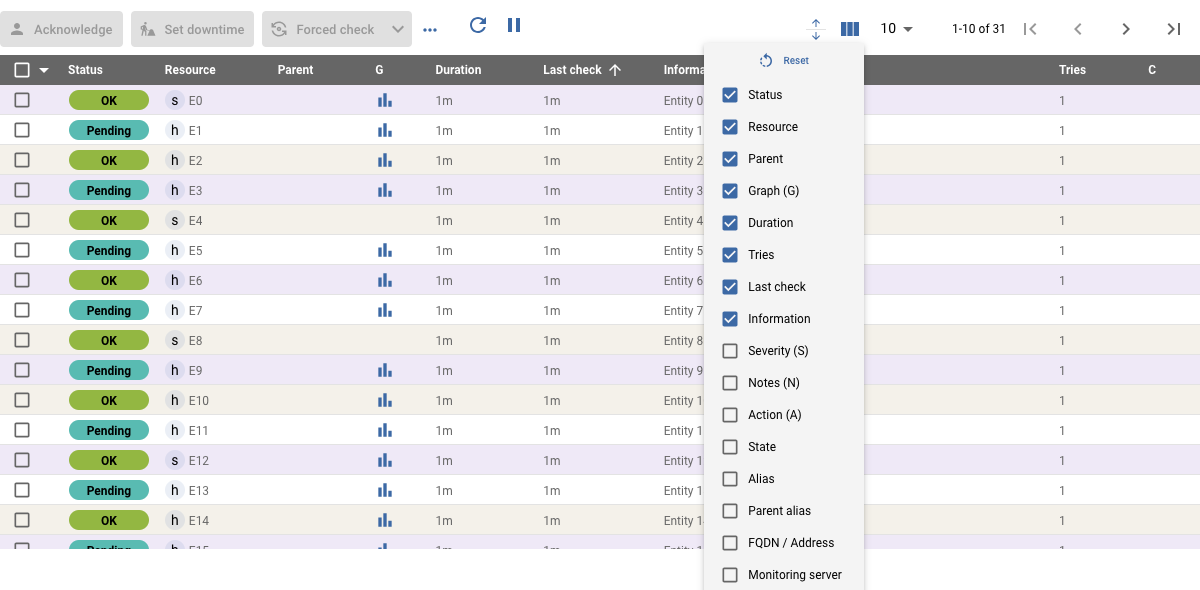 Acknowledge Set downtime Forced check 10 1-10 of 31
Status Resource Parent G Duration Last check Informa Tries C
OK s E0 1m 1m Entity 0 1
Pending h E1 1m 1m Entity 1 1
OK h E2 1m 1m Entity 2 1
Pending h E3 1m 1m Entity 3 1
OK s E4 1m 1m Entity 4 1
Pending h E5 1m 1m Entity 5 1
OK h E6 1m 1m Entity 6 1
Pending h E7 1m 1m Entity 7 1
OK s E8 1m 1m Entity 8 1
Pending h E9 1m 1m Entity 9 1
OK h E10 1m 1m Entity 1 1
Pending h E11 1m 1m Entity 1 1
OK s E12 1m 1m Entity 1 1
Pending h E13 1m 1m Entity 1 1
OK h E14 1m 1m Entity 1 1
Pending h E15 1m 1m Entity 1 1
Reset
Status
Resource
Parent
Graph (G)
Duration
Tries
Last check
Information
Severity (S)
Notes (N)
Action (A)
State
Alias
Parent alias
FQDN / Address
Monitoring server